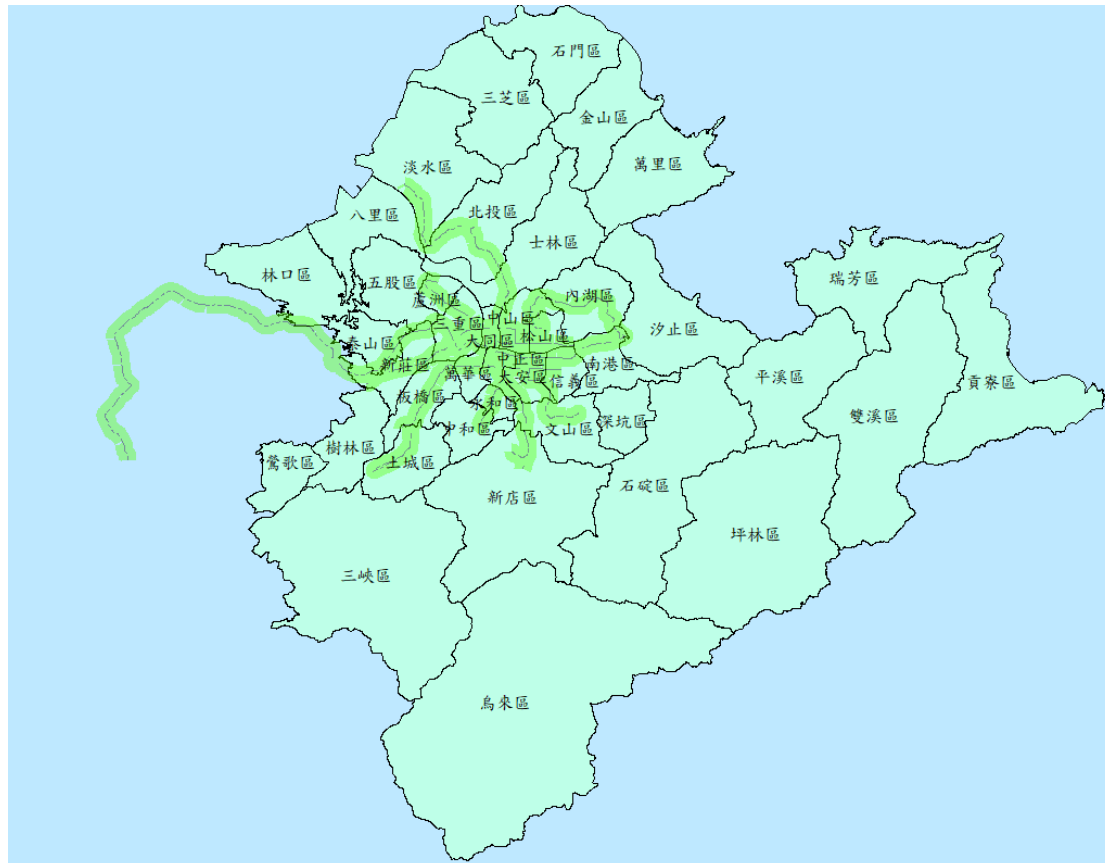 石門區
三芝區
金山區
萬里區
淡水區
八里區
北投區
士林區
林口區
五股區
蘆洲區
內湖區
瑞芳區
三重區
中山區
松山區
汐止區
泰山區
大同區
新莊區
中正區
南港區
萬華區
大安區
信義區
平溪區
貢寮區
板橋區
永和區
雙溪區
中和區
文山區
深坑區
樹林區
鶯歌區
土城區
新店區
石碇區
坪林區
三峽區
烏來區